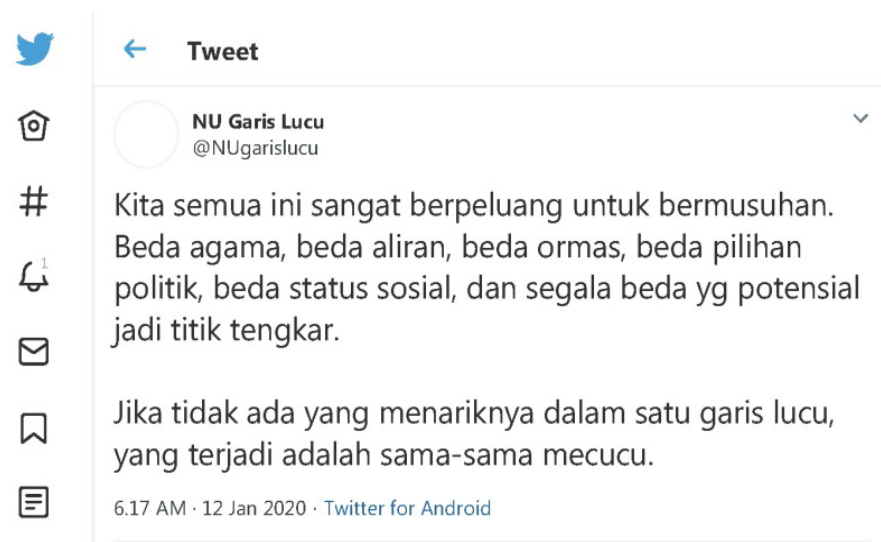 Tweet
NU Garis Lucu
@NUgarislucu
Kita semua ini sangat berpeluang untuk bermusuhan.
Beda agama, beda aliran, beda ormas, beda pilihan
politik, beda status sosial, dan segala beda yg potensial
jadi titik tengkar.
Jika tidak ada yang menariknya dalam satu garis lucu,
yang terjadi adalah sama-sama mecucu.
6.17 AM · 12 Jan 2020 · Twitter for Android
1